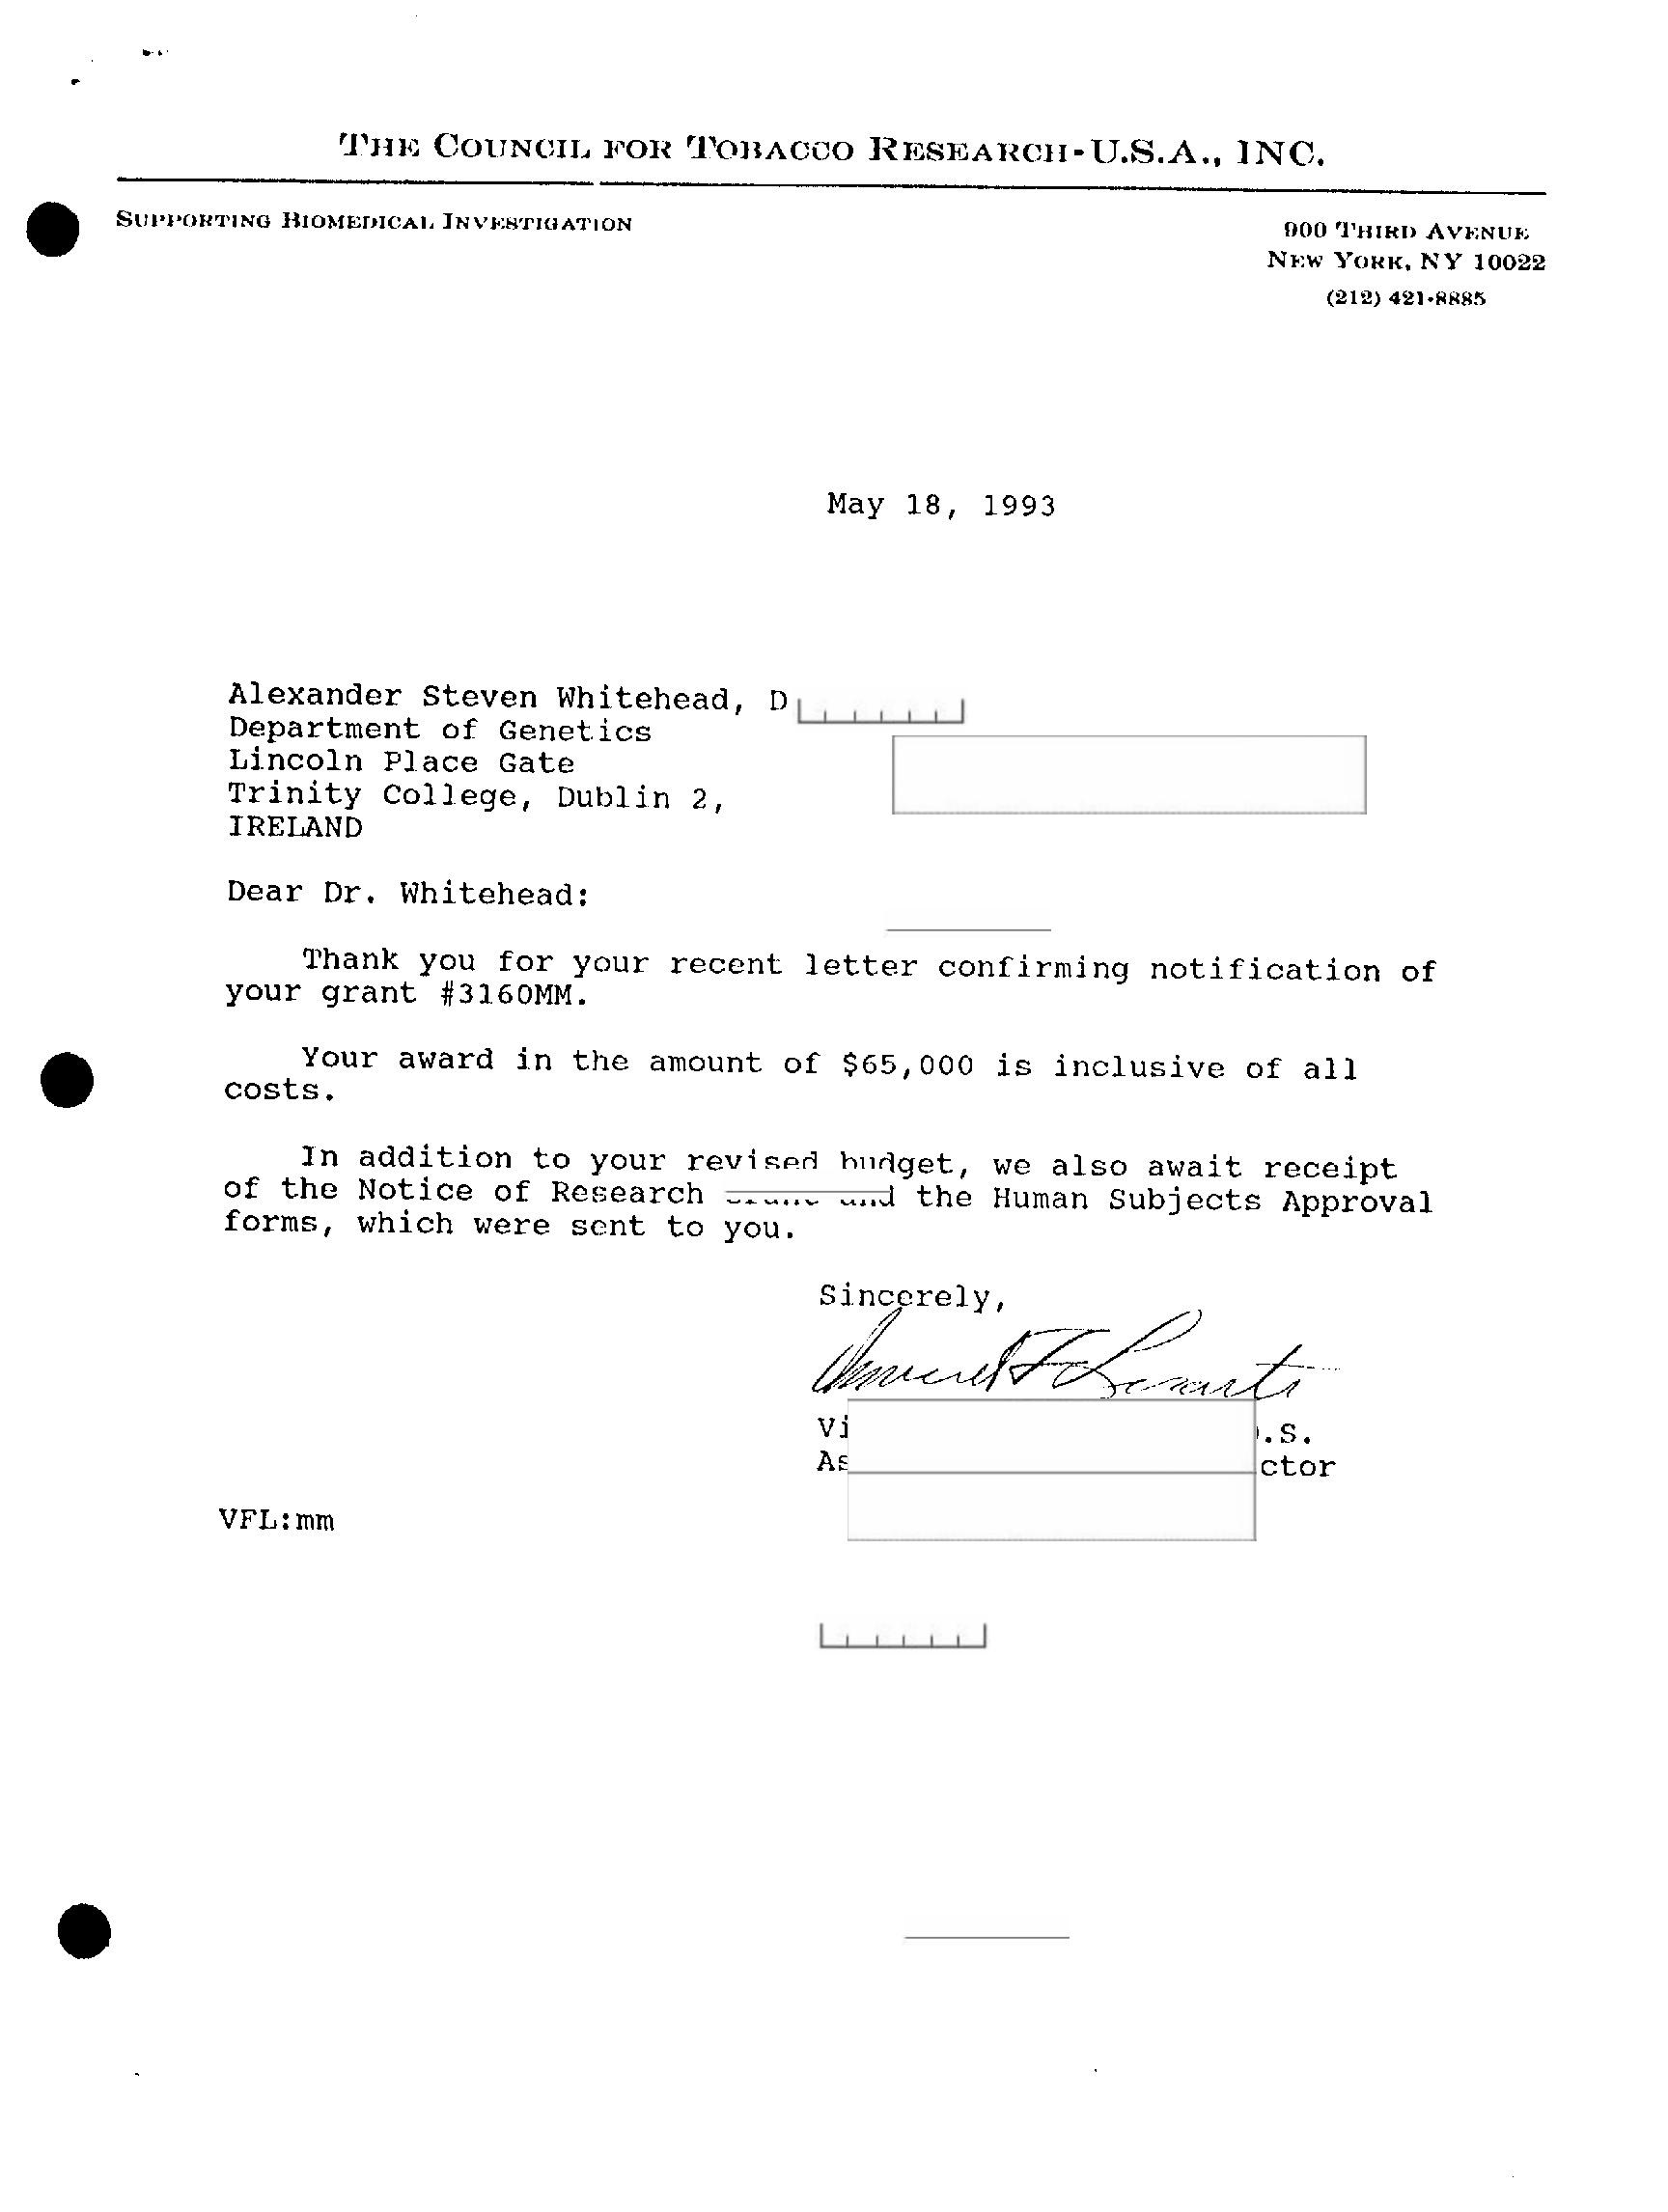 THE COUNCIL FOR TOBACCO RESEARCH-U.S.A., INC.
SUPPORTING BIOMEDICAL INVESTIGATION
900 THIRD AVENUE
NEW YORK, NY 10022
(212) 421-8885
May 18, 1993
Alexander Steven Whitehead, D
Department of Genetics
Lincoln Place Gate
Trinity College, Dublin 2,
IRELAND
Dear Dr. Whitehead:
Thank you for your recent letter confirming notification of
your grant #3160MM.
Your award in the amount of $65,000 is inclusive of all
costs.
In addition to your revised budget, we also await receipt
of the Notice of Research the Human Subjects Approval
forms, which were sent to you.
Sincerely,
Vi .S.
As ctor
VFL:mm